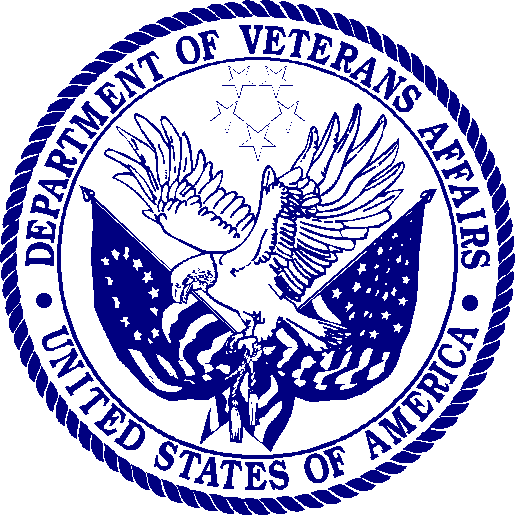 DEPARTMENT OF VETERANS AFFAIRS
UNITED STATES OF AMERICA